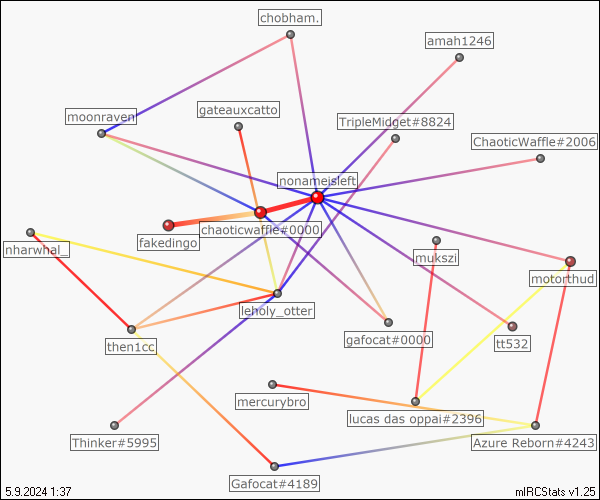 chobham.
amah1246
gateauxcatto
moonraven
TripleMidget#8824
ChaoticWaffle#2006
nonameisleft
chaoticwaffle#0000
fakedingo
nharwhal_
mukszi
motorthud
leholy_otter
gafocat#0000
tt532
then1cc
mercurybro
lucas das oppai#2396
Thinker#5995
Azure Reborn#4243
Gafocat#4189
5.9.2024 1:37
mIRCStats v1.25